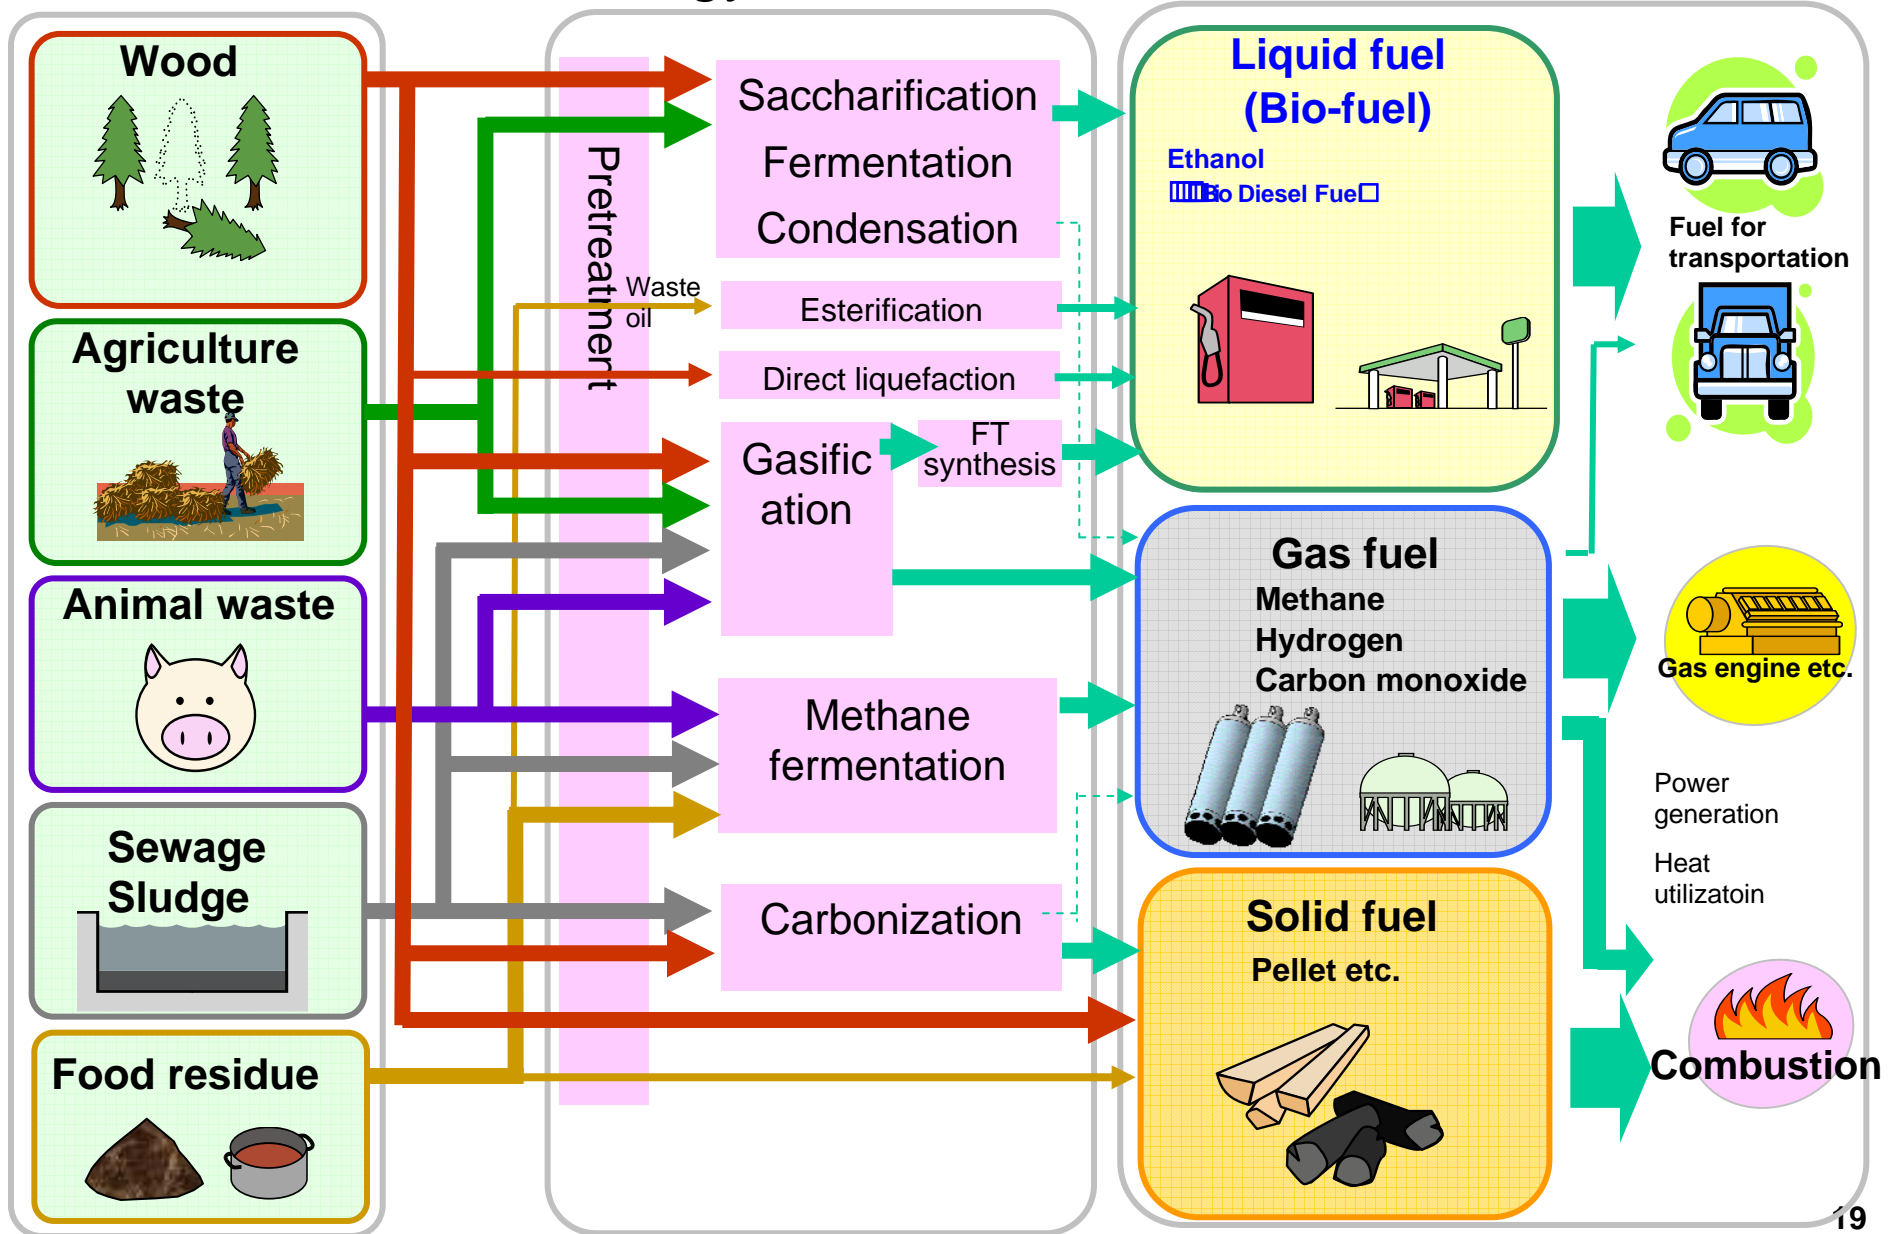 Wood
Agriculture
waste
Animal waste
Sewage
Sludge
Food residue
Pretreatment
Waste
oil
Saccharification
Fermentation
Condensation
Esterification
Direct liquefaction
Gasific
ation
FT
synthesis
Methane
fermentation
Carbonization
Liquid fuel
(Bio-fuel)
Ethanol
Bio Diesel Fuel
Gas fuel
Methane
Hydrogen
Carbon monoxide
Solid fuel
Pellet etc.
Fuel for
transportation
Gas engine etc.
Power
generation
Heat
utilizatoin
Combustion
19